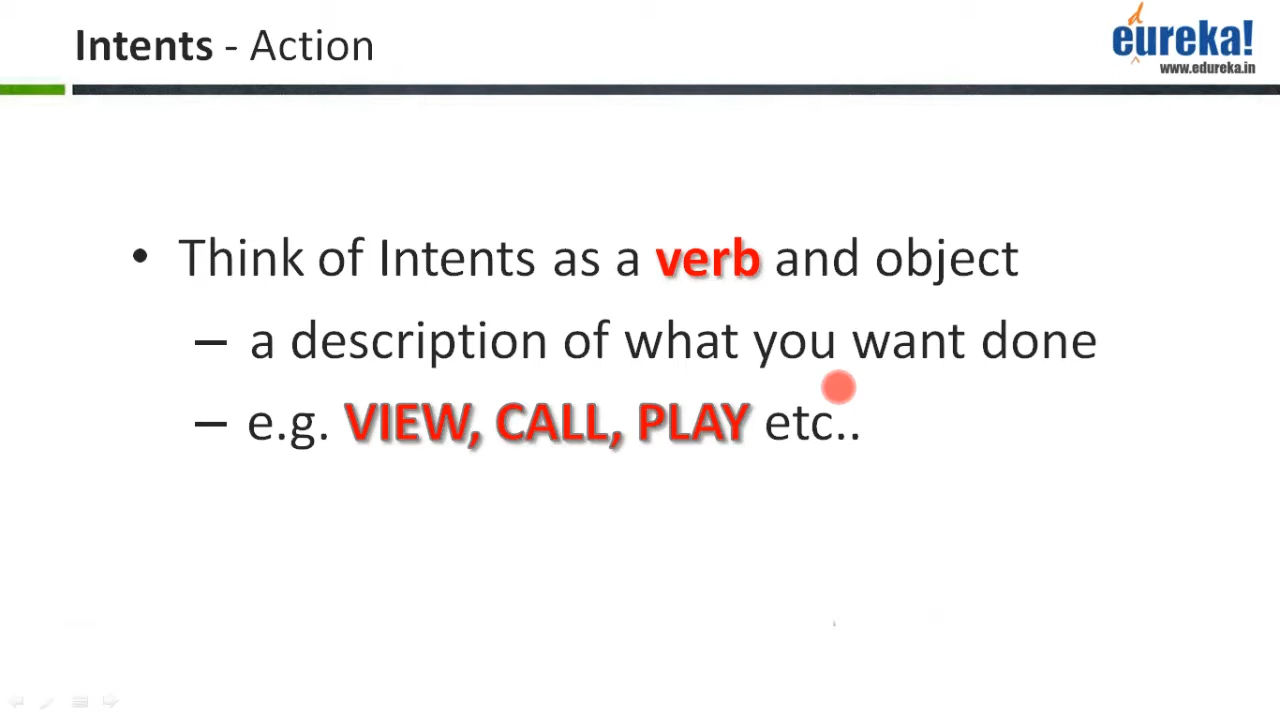 Intents - Action
edureka!
www.edureka.in
• Think of Intents as a verb and object
– a description of what you want done
– e.g. VIEW, CALL, PLAY etc..